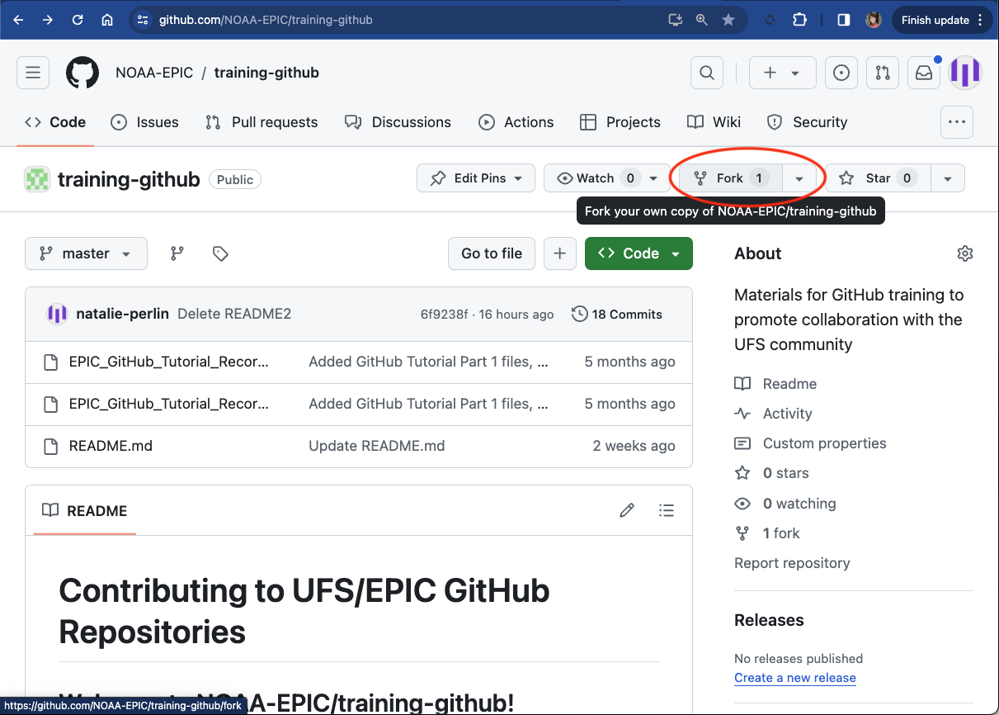 github.com/NOAA-EPIC/training-github
Finish update
NOAA-EPIC / training-github
Code Issues Pull requests Discussions Actions Projects Wiki Security
training-github Public
Edit Pins Watch 0 Fork 1 Star 0
Fork your own copy of NOAA-EPIC/training-github
master Go to file Code
natalie-perlin Delete README2 6f9238f · 16 hours ago 18 Commits
EPIC_GitHub_Tutorial_Recor... Added GitHub Tutorial Part 1 files, ... 5 months ago
EPIC_GitHub_Tutorial_Recor... Added GitHub Tutorial Part 1 files, ... 5 months ago
README.md Update README.md 2 weeks ago
README
Contributing to UFS/EPIC GitHub
Repositories
A-EPIC/training-github!
https://github.com/NOAA-EPIC/training-github/fork
About
Materials for GitHub training to
promote collaboration with the
UFS community
Readme
Activity
Custom properties
0 stars
0 watching
1 fork
Report repository
Releases
No releases published
Create a new release